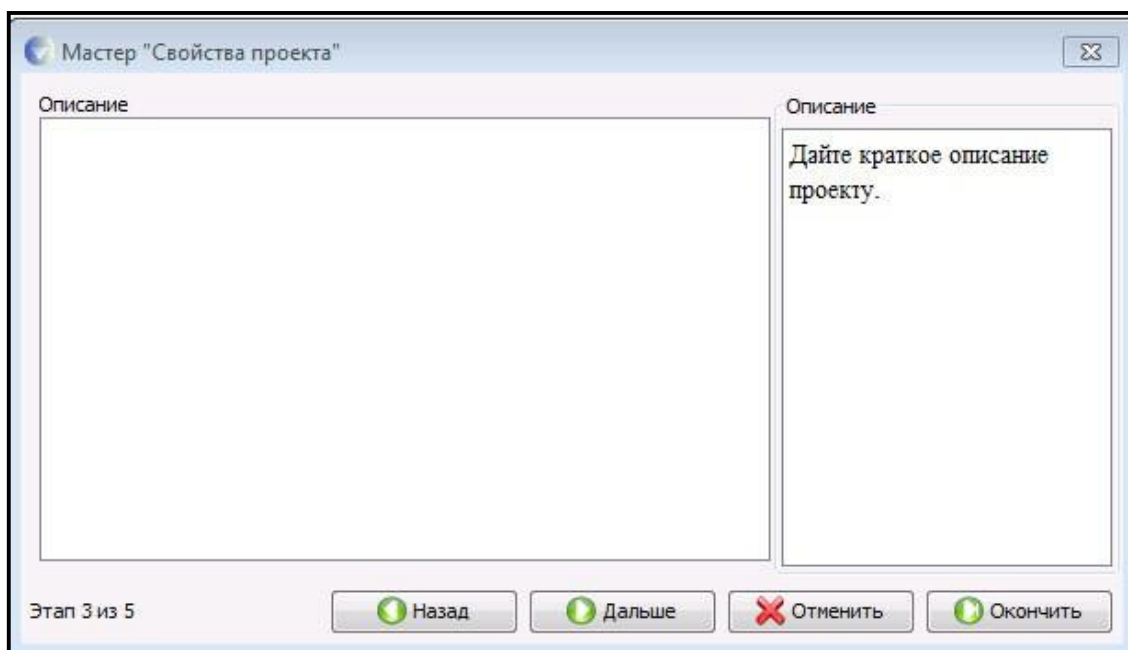 Мастер "Свойства проекта"
Описание
Описание
Дайте краткое описание
проекту.
Этап 3 из 5
Назад
Дальше
Отменить
Окончить